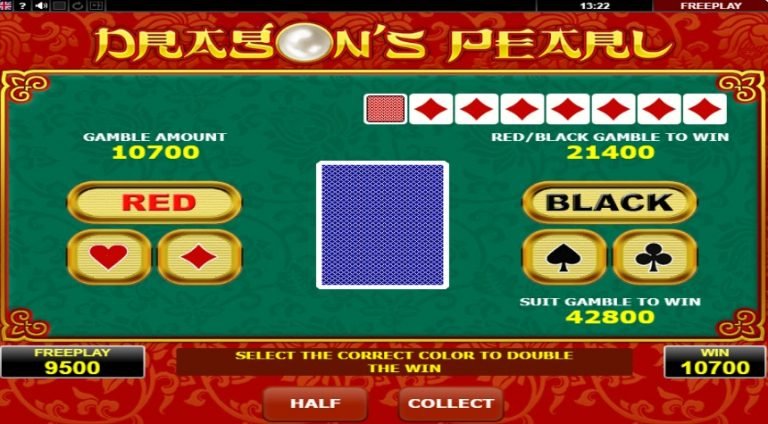 ?
13:22
FREEPLAY
DRAGON'S PEARL
GAMBLE AMOUNT
10700
RED/BLACK GAMBLE TO WIN
21400
RED
BLACK
SUIT GAMBLE TO WIN
42800
FREEPLAY
9500
SELECT THE CORRECT COLOR TO DOUBLE
THE WIN
WIN
10700
HALF
COLLECT